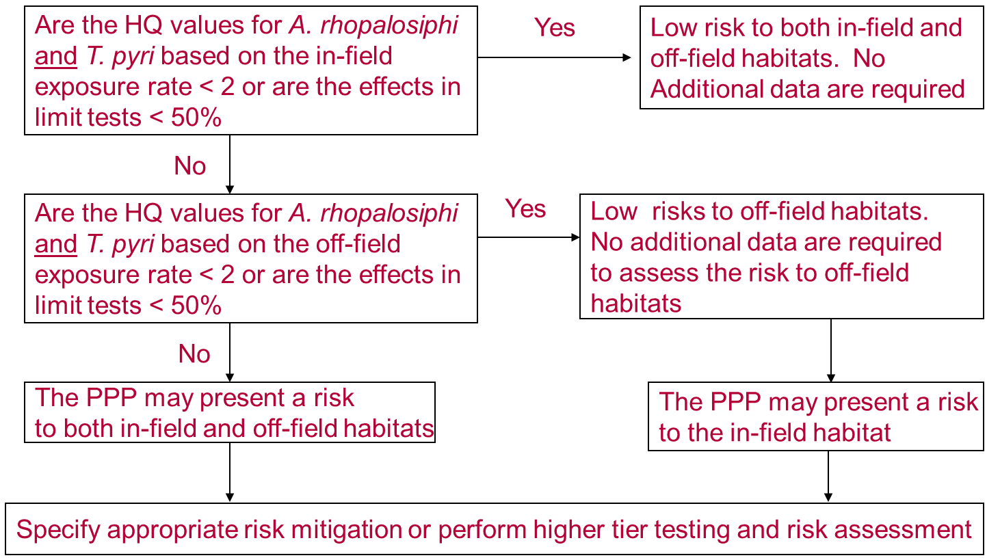 Are the HQ values for A. rhopalosiphi
and T. pyri based on the in-field
exposure rate < 2 or are the effects in
limit tests < 50%
Yes
Low risk to both in-field and
off-field habitats.  No
Additional data are required
No
Are the HQ values for A. rhopalosiphi
and T. pyri based on the off-field
exposure rate < 2 or are the effects in
limit tests < 50%
Yes
Low  risks to off-field habitats.
No additional data are required
to assess the risk to off-field
habitats
No
The PPP may present a risk
to both in-field and off-field habitats
The PPP may present a risk
to the in-field habitat
Specify appropriate risk mitigation or perform higher tier testing and risk assessment